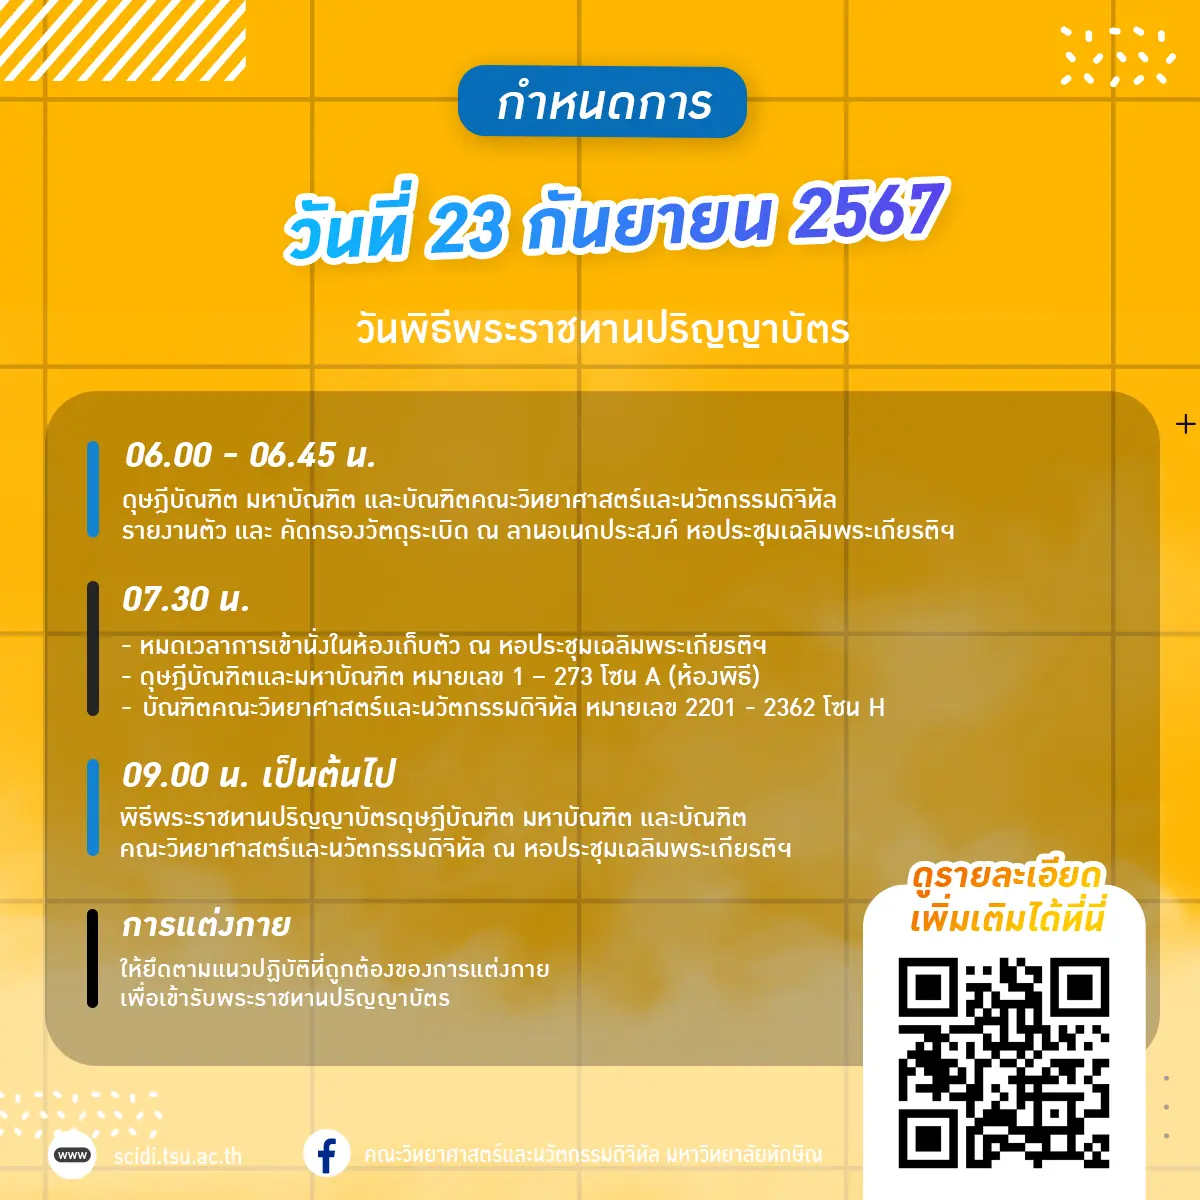 กำหนดการ
วันที่ 23 กันยายน 2567
วันพิธีพระราชทานปริญญาบัตร
06.00 - 06.45 น.
ดุษฎีบัณฑิต มหาบัณฑิต และบัณฑิตคณะวิทยาศาสตร์และนวัตกรรมดิจิทัล
รายงานตัว และ คัดกรองวัตถุระเบิด ณ ลานอเนกประสงค์ หอประชุมเฉลิมพระเกียรติฯ
07.30 น.
- หมดเวลาการเข้านั่งในห้องเก็บตัว ณ หอประชุมเฉลิมพระเกียรติฯ
- ดุษฎีบัณฑิตและมหาบัณฑิต หมายเลข 1 – 273 โซน A (ห้องพิธี)
- บัณฑิตคณะวิทยาศาสตร์และนวัตกรรมดิจิทัล หมายเลข 2201 - 2362 โซน H
09.00 น. เป็นต้นไป
พิธีพระราชทานปริญญาบัตรดุษฎีบัณฑิต มหาบัณฑิต และบัณฑิต
คณะวิทยาศาสตร์และนวัตกรรมดิจิทัล ณ หอประชุมเฉลิมพระเกียรติฯ
การแต่งกาย
ให้ยึดตามแนวปฏิบัติที่ถูกต้องของการแต่งกาย
เพื่อเข้ารับพระราชทานปริญญาบัตร
ดูรายละเอียด
เพิ่มเติมได้ที่นี่
www scidi.tsu.ac.th
f คณะวิทยาศาสตร์และนวัตกรรมดิจิทัล มหาวิทยาลัยทักษิณ